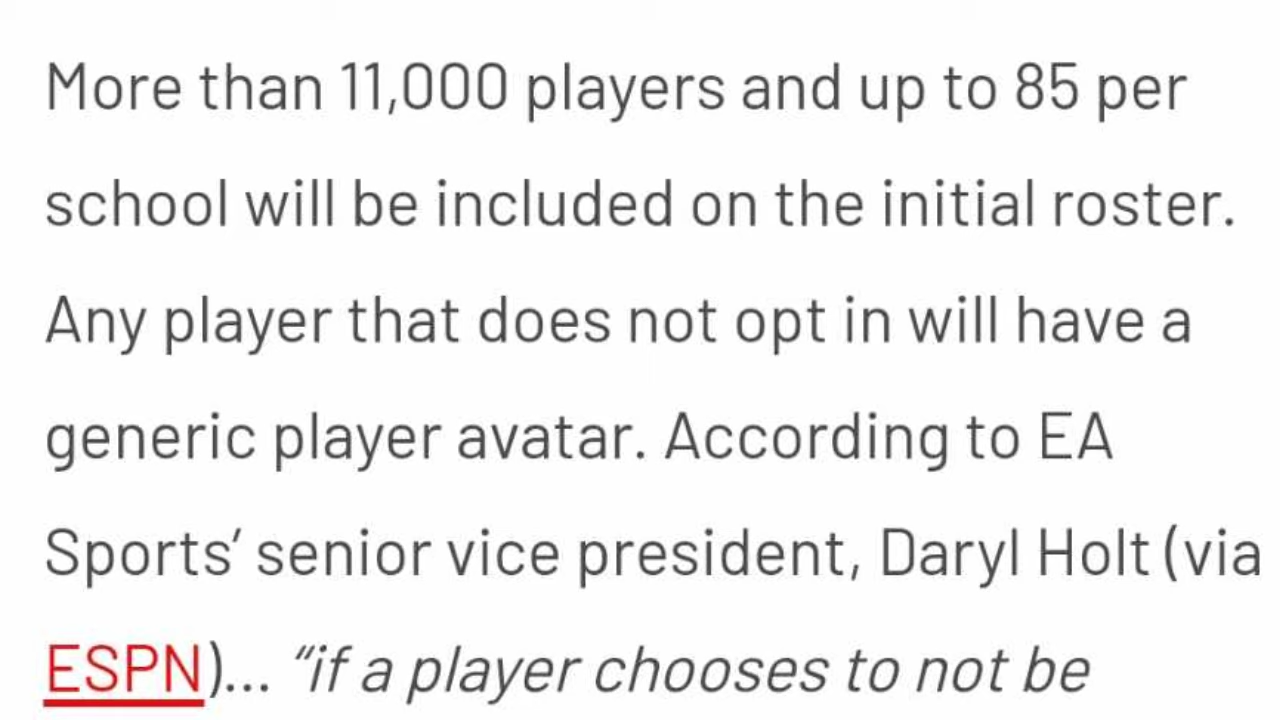 More than 11,000 players and up to 85 per
school will be included on the initial roster.
Any player that does not opt in will have a
generic player avatar. According to EA
Sports’ senior vice president, Daryl Holt (via
ESPN)... “if a player chooses to not be